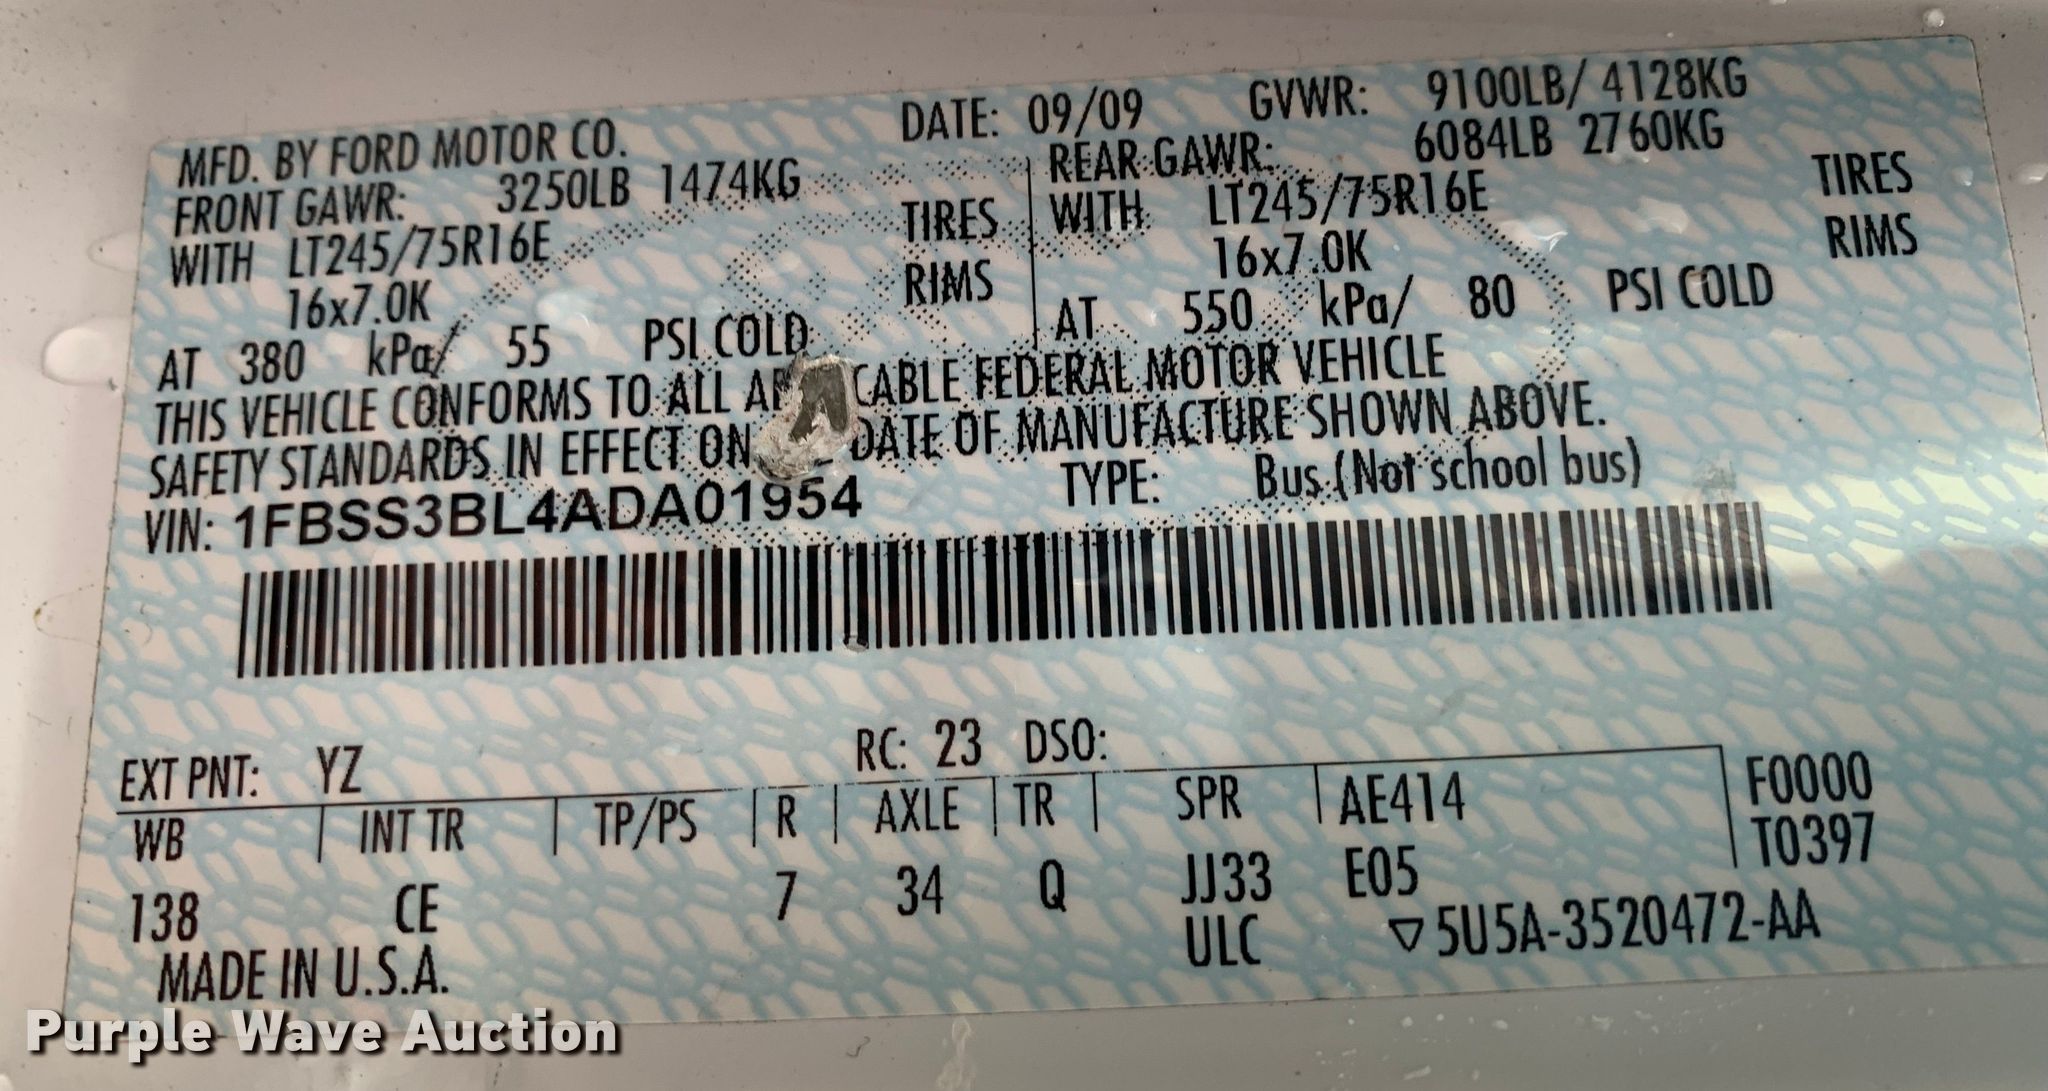 MFD. BY FORD MOTOR CO. DATE: 09/09 GVWR: 9100LB/ 4128KG
FRONT GAWR: 3250LB 1474KG REAR GAWR: 6084LB 2760KG
WITH LT245/75R16E TIRES WITH LT245/75R16E TIRES
16x7.0K RIMS 16x7.0K RIMS
AT 380 kPa/ 55 PSI COLD AT 550 kPa/ 80 PSI COLD
THIS VEHICLE CONFORMS TO ALL FEDERAL MOTOR VEHICLE
SAFETY STANDARDS IN EFFECT ON DATE OF MANUFACTURE SHOWN ABOVE.
VIN: 1FBSS3BL4ADA01954 TYPE: Bus (Not school bus)
EXT PNT: YZ RC: 23 DSO:
WB INT TR TP/PS R AXLE TR SPR AE414 F0000
T0397
138 CE 7 34 Q JJ33 E05
ULC ▽5U5A-3520472-AA
MADE IN U.S.A.
Purple Wave Auction